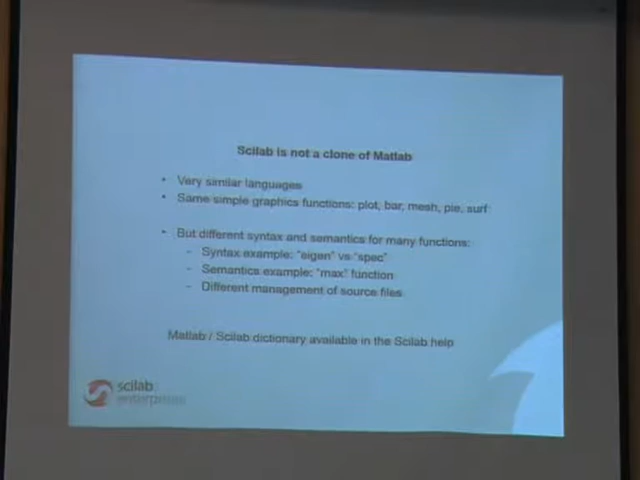 Scilab is not a clone of Matlab
• Very similar languages
• Same simple graphics functions: plot, bar, mesh, pie, surf
• But different syntax and semantics for many functions:
- Syntax example: "eigen" vs "spec"
- Semantics example: "max" function
- Different management of source files
Matlab / Scilab dictionary available in the Scilab help
scilab
enterprises